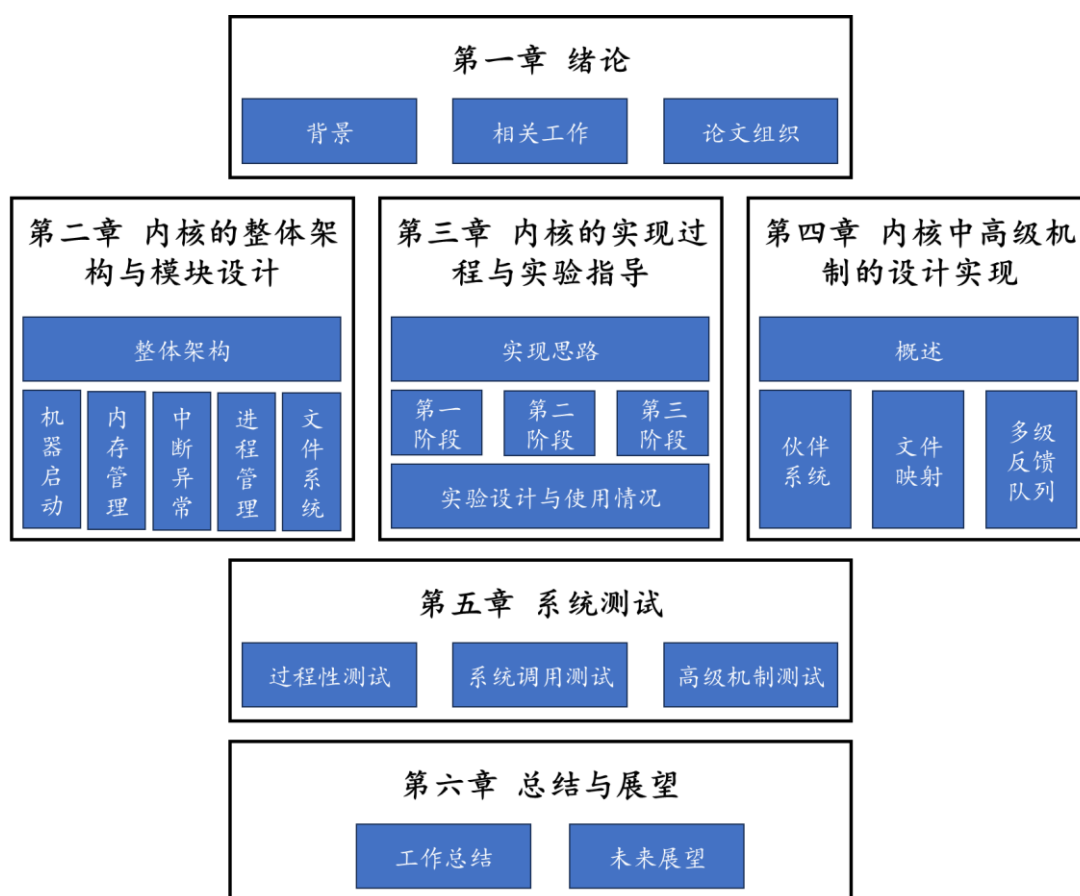 第一章 绪论
背景
相关工作
论文组织
第二章 内核的整体架
构与模块设计
整体架构
机器启动
内存管理
中断异常
进程管理
文件系统
第三章 内核的实现过
程与实验指导
实现思路
第一
阶段
第二
阶段
第三
阶段
实验设计与使用情况
第四章 内核中高级机
制的设计实现
概述
伙伴
系统
文件
映射
多级
反馈
队列
第五章 系统测试
过程性测试
系统调用测试
高级机制测试
第六章 总结与展望
工作总结
未来展望